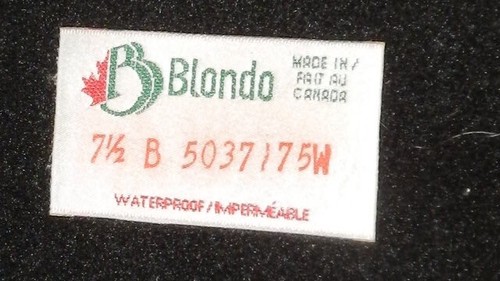 B Blondo
MADE IN/
FAIT AU
CANADA
7½ B 5037175W
WATERPROOF/IMPERMÉABLE